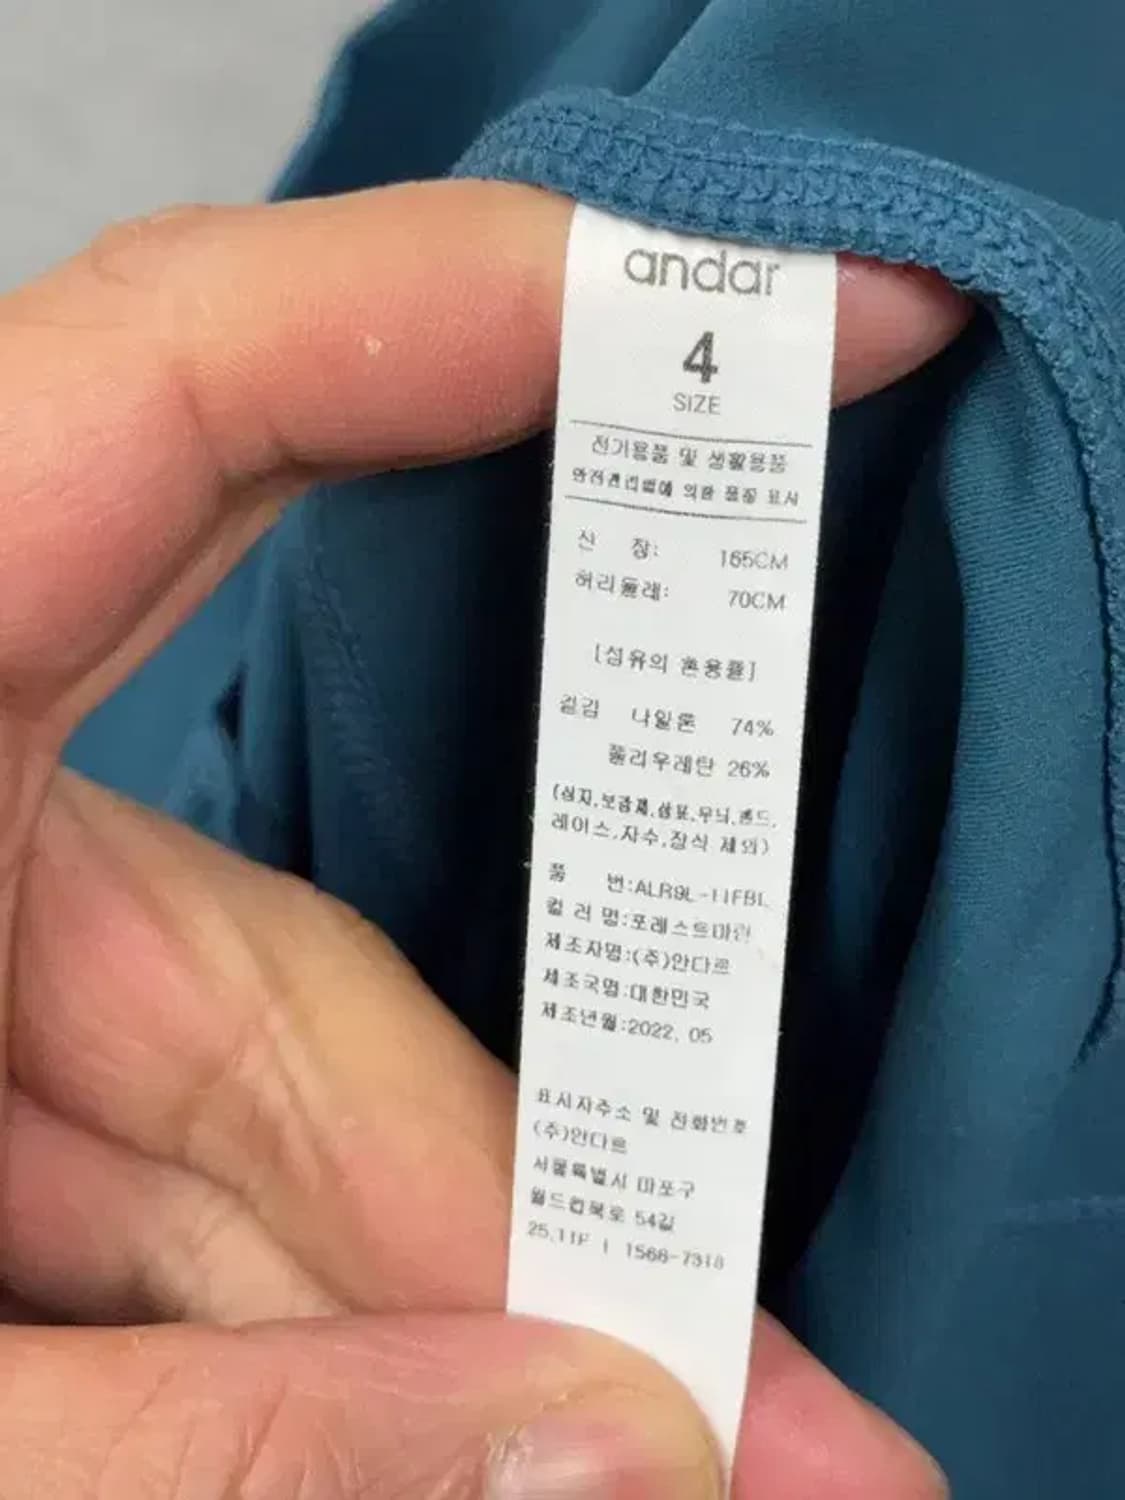 andar
4
SIZE
전기용품 및 생활용품
안전관리법에 의한 품질 표시
신 장: 165CM
허리둘레: 70CM
[섬유의 혼용률]
겉감 나일론 74%
폴리우레탄 26%
(심지,보강제,상표,무늬,밴드,
레이스,자수,장식 제외)
품 번:ALR9L-11FBL
컬 러 명:포레스트마린
제조자명:(주)안다르
제조국명:대한민국
제조년월:2022. 05
표시자주소 및 전화번호
(주)안다르
서울특별시 마포구
월드컵북로 54길
25,11F | 1566-7318